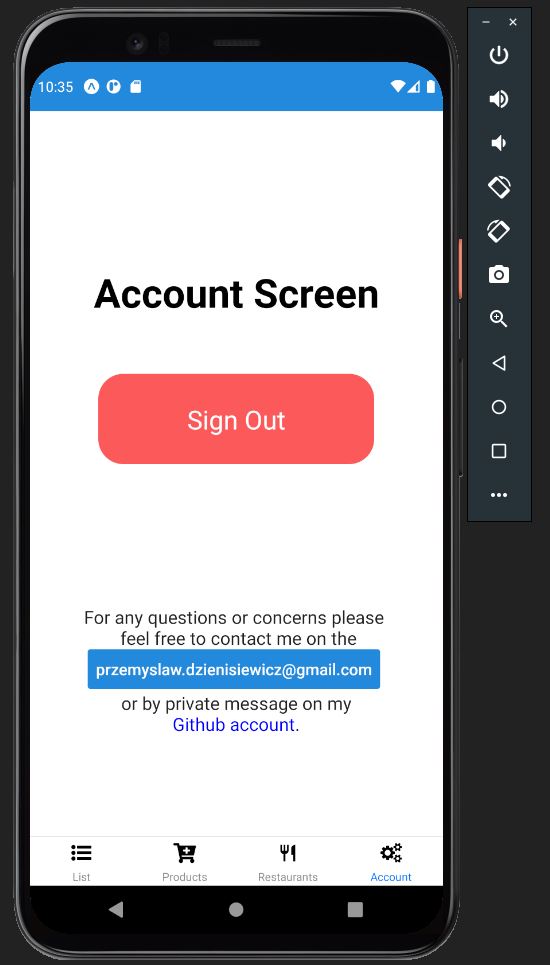 10:35
Account Screen
Sign Out
For any questions or concerns please
feel free to contact me on the
przemyslaw.dzienisiewicz@gmail.com
or by private message on my
Github account.
List
Products
Restaurants
Account